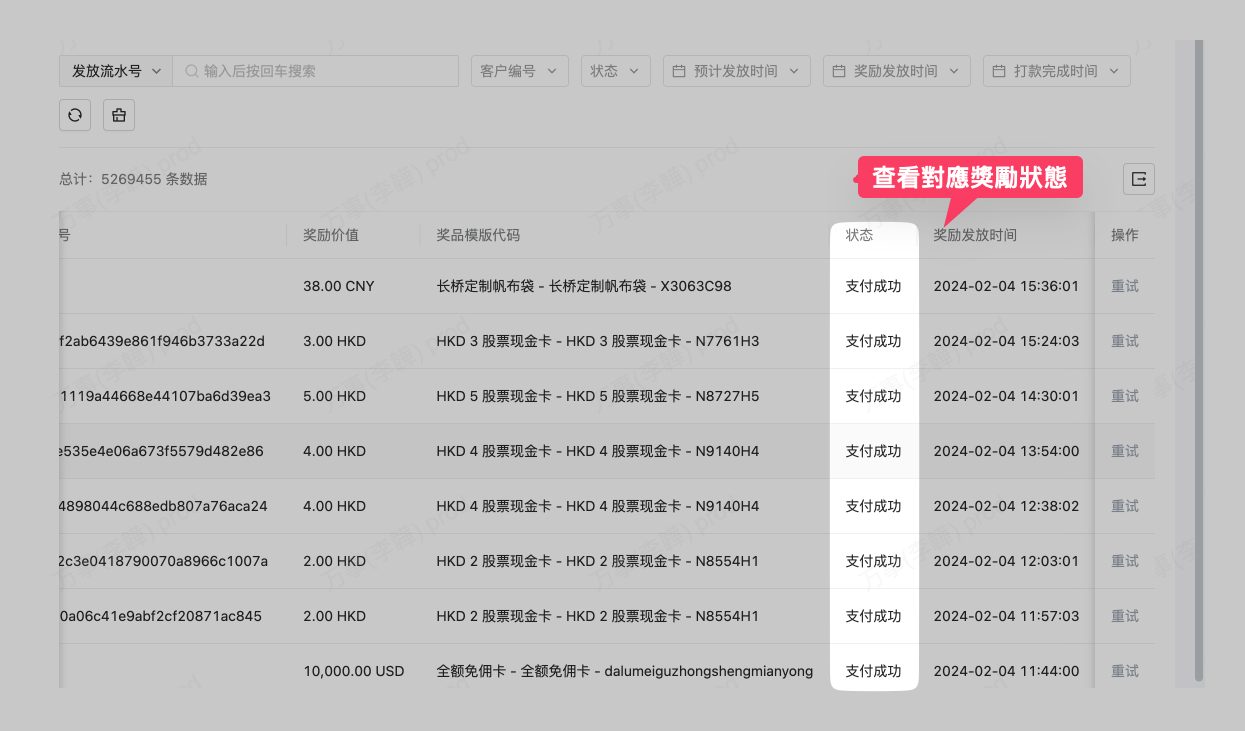 发放流水号 输入后按回车搜索 客户编号 状态 预计发放时间 奖励发放时间 打款完成时间
总计：5269455 条数据
查看對應獎勵狀態
号 奖励价值 奖品模版代码 状态 奖励发放时间 操作
38.00 CNY 长桥定制帆布袋 - 长桥定制帆布袋 - X3063C98 支付成功 2024-02-04 15:36:01 重试
f2ab6439e861f946b3733a22d 3.00 HKD HKD 3 股票现金卡 - HKD 3 股票现金卡 - N7761H3 支付成功 2024-02-04 15:24:03 重试
1119a44668e44107ba6d39ea3 5.00 HKD HKD 5 股票现金卡 - HKD 5 股票现金卡 - N8727H5 支付成功 2024-02-04 14:30:01 重试
e535e4e06a673f5579d482e86 4.00 HKD HKD 4 股票现金卡 - HKD 4 股票现金卡 - N9140H4 支付成功 2024-02-04 13:54:00 重试
4898044c688edb807a76aca24 4.00 HKD HKD 4 股票现金卡 - HKD 4 股票现金卡 - N9140H4 支付成功 2024-02-04 12:38:02 重试
2c3e0418790070a8966c1007a 2.00 HKD HKD 2 股票现金卡 - HKD 2 股票现金卡 - N8554H1 支付成功 2024-02-04 12:03:01 重试
0a06c41e9abf2cf20871ac845 2.00 HKD HKD 2 股票现金卡 - HKD 2 股票现金卡 - N8554H1 支付成功 2024-02-04 11:57:03 重试
10,000.00 USD 全额免佣卡 - 全额免佣卡 - dalumeiguzhongshengmianyong 支付成功 2024-02-04 11:44:00 重试